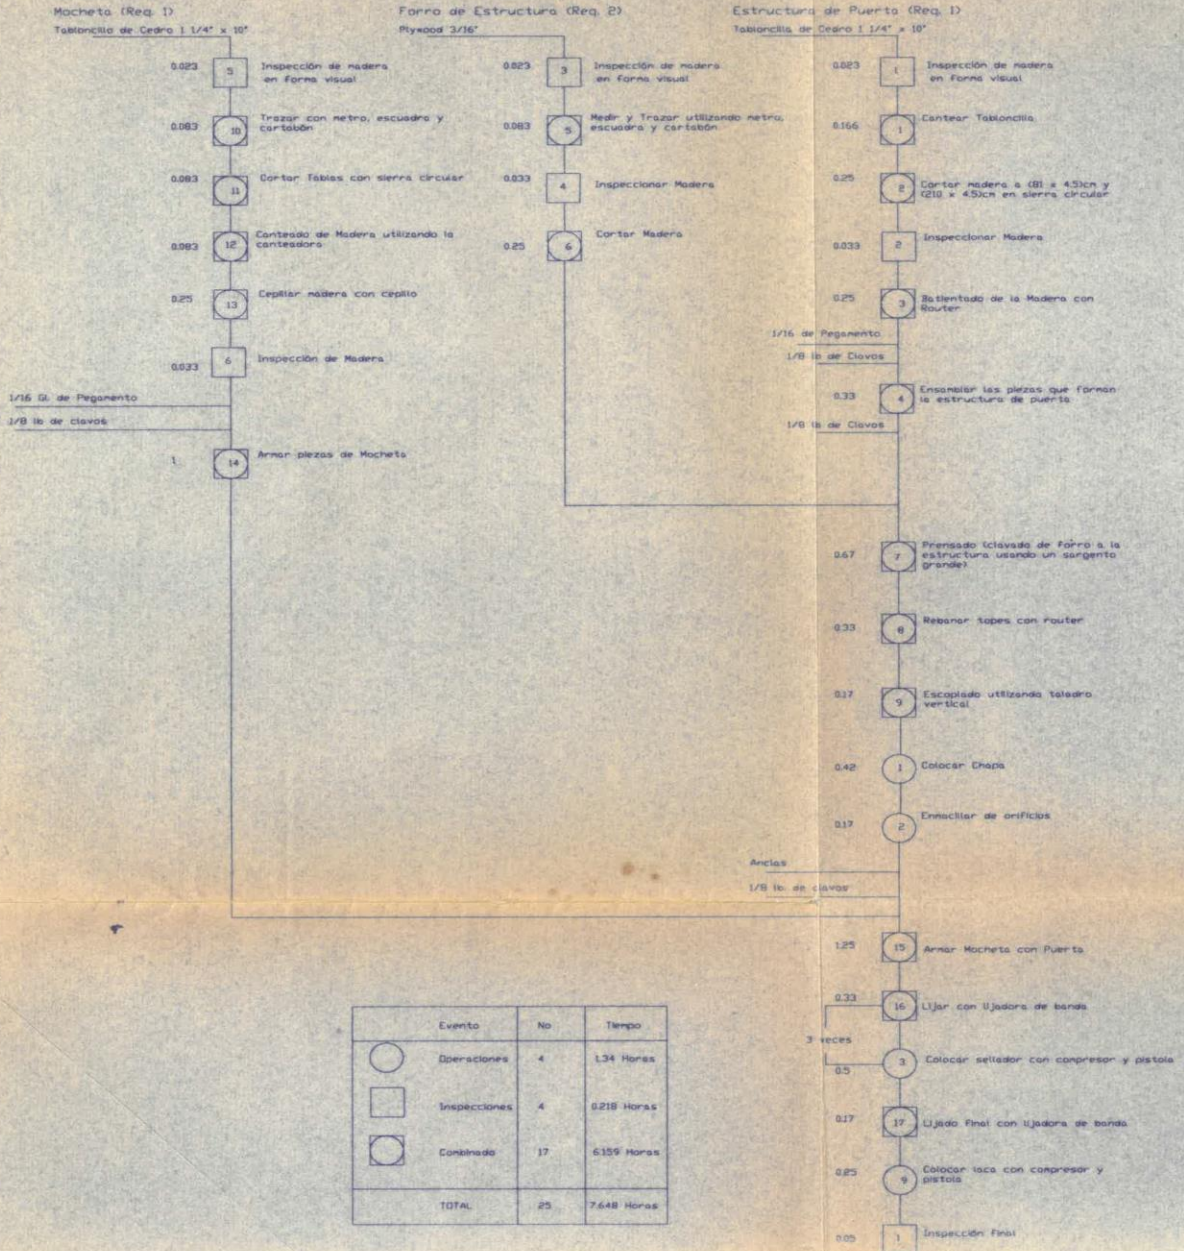 Mocheta (Req. 1)
Tabloncillo de Cedro 1 1/4" x 10"
0.023
5
Inspección de madera
en forma visual
0.083
10
Trazar con metro, escuadra y
cartabón
0.083
11
Cortar Tablas con sierra circular
0.083
12
Canteado de Madera utilizando la
canteadora
0.25
13
Cepillar madera con cepillo
0.033
6
Inspección de Madera
1/16 Gl. de Pegamento
1/8 lb de clavos
1
14
Armar piezas de Mocheta
Forro de Estructura (Req. 2)
Plywood 3/16"
0.023
3
Inspección de madera
en forma visual
0.083
5
Medir y Trazar utilizando metro,
escuadra y cartabón
0.033
4
Inspeccionar Madera
0.25
6
Cortar Madera
Estructura de Puerta (Req. 1)
Tabloncillo de Cedro 1 1/4" x 10"
0.023
1
Inspección de madera
en forma visual
0.166
1
Cantear Tabloncillo
0.25
2
Cortar madera a (81 x 4.5)cm y
(210 x 4.5)cm en sierra circular
0.033
2
Inspeccionar Madera
0.25
3
Batientado de la Madera con
Router
1/16 de Pegamento
1/8 lb de Clavos
0.33
4
Ensamblar las piezas que forman
la estructura de puerta
1/8 lb de Clavos
0.67
7
Prensado (clavado de forro a la
estructura usando un sargento
grande)
0.33
8
Rebanar topes con router
0.17
9
Escoplado utilizando taladro
vertical
0.42
1
Colocar Chapa
0.17
2
Enmacillar de orificios
Anclas
1/8 lb. de clavos
1.25
15
Armar Mocheta con Puerta
0.33
16
Lijar con lijadora de banda
3 veces
0.5
3
Colocar sellador con compresor y pistola
0.17
17
Lijado Final con lijadora de banda
0.25
9
Colocar laca con compresor y
pistola
0.05
1
Inspección Final
Evento No Tiempo
Operaciones 4 1.34 Horas
Inspecciones 4 0.218 Horas
Combinado 17 6.159 Horas
TOTAL 25 7.648 Horas